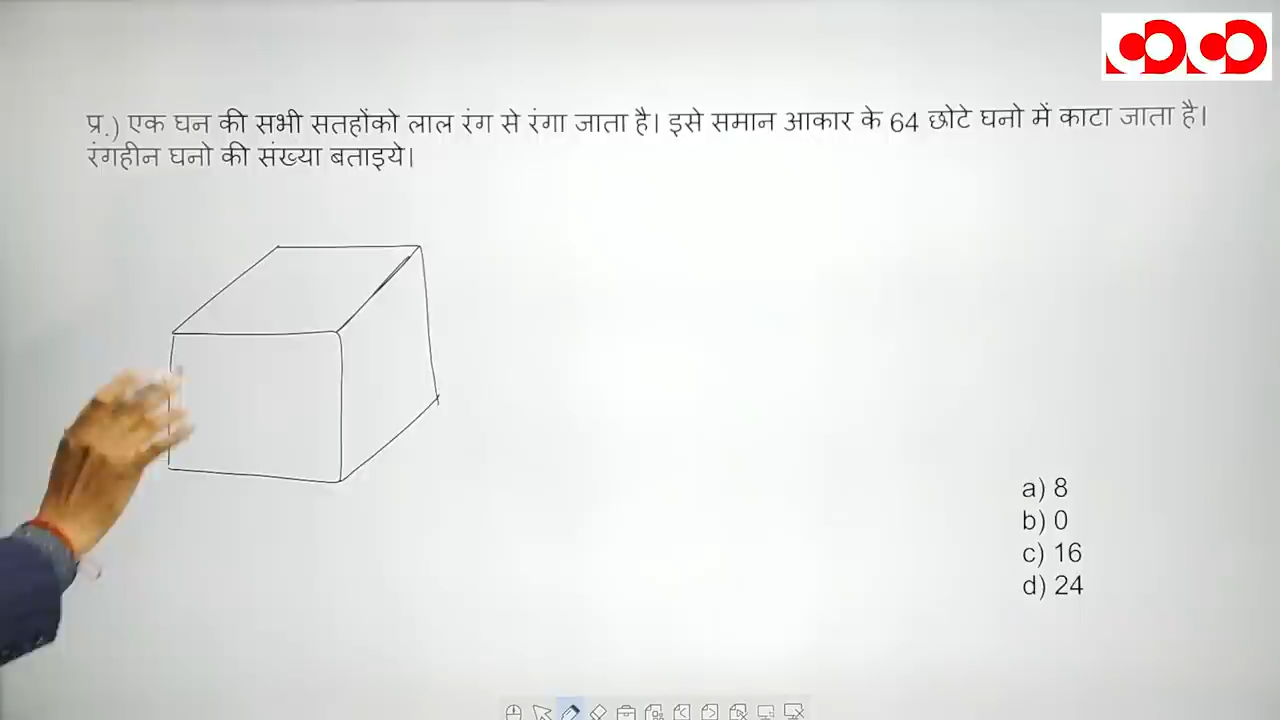 प्र.) एक घन की सभी सतहोंको लाल रंग से रंगा जाता है। इसे समान आकार के 64 छोटे घनो में काटा जाता है।
रंगहीन घनो की संख्या बताइये।
a) 8
b) 0
c) 16
d) 24